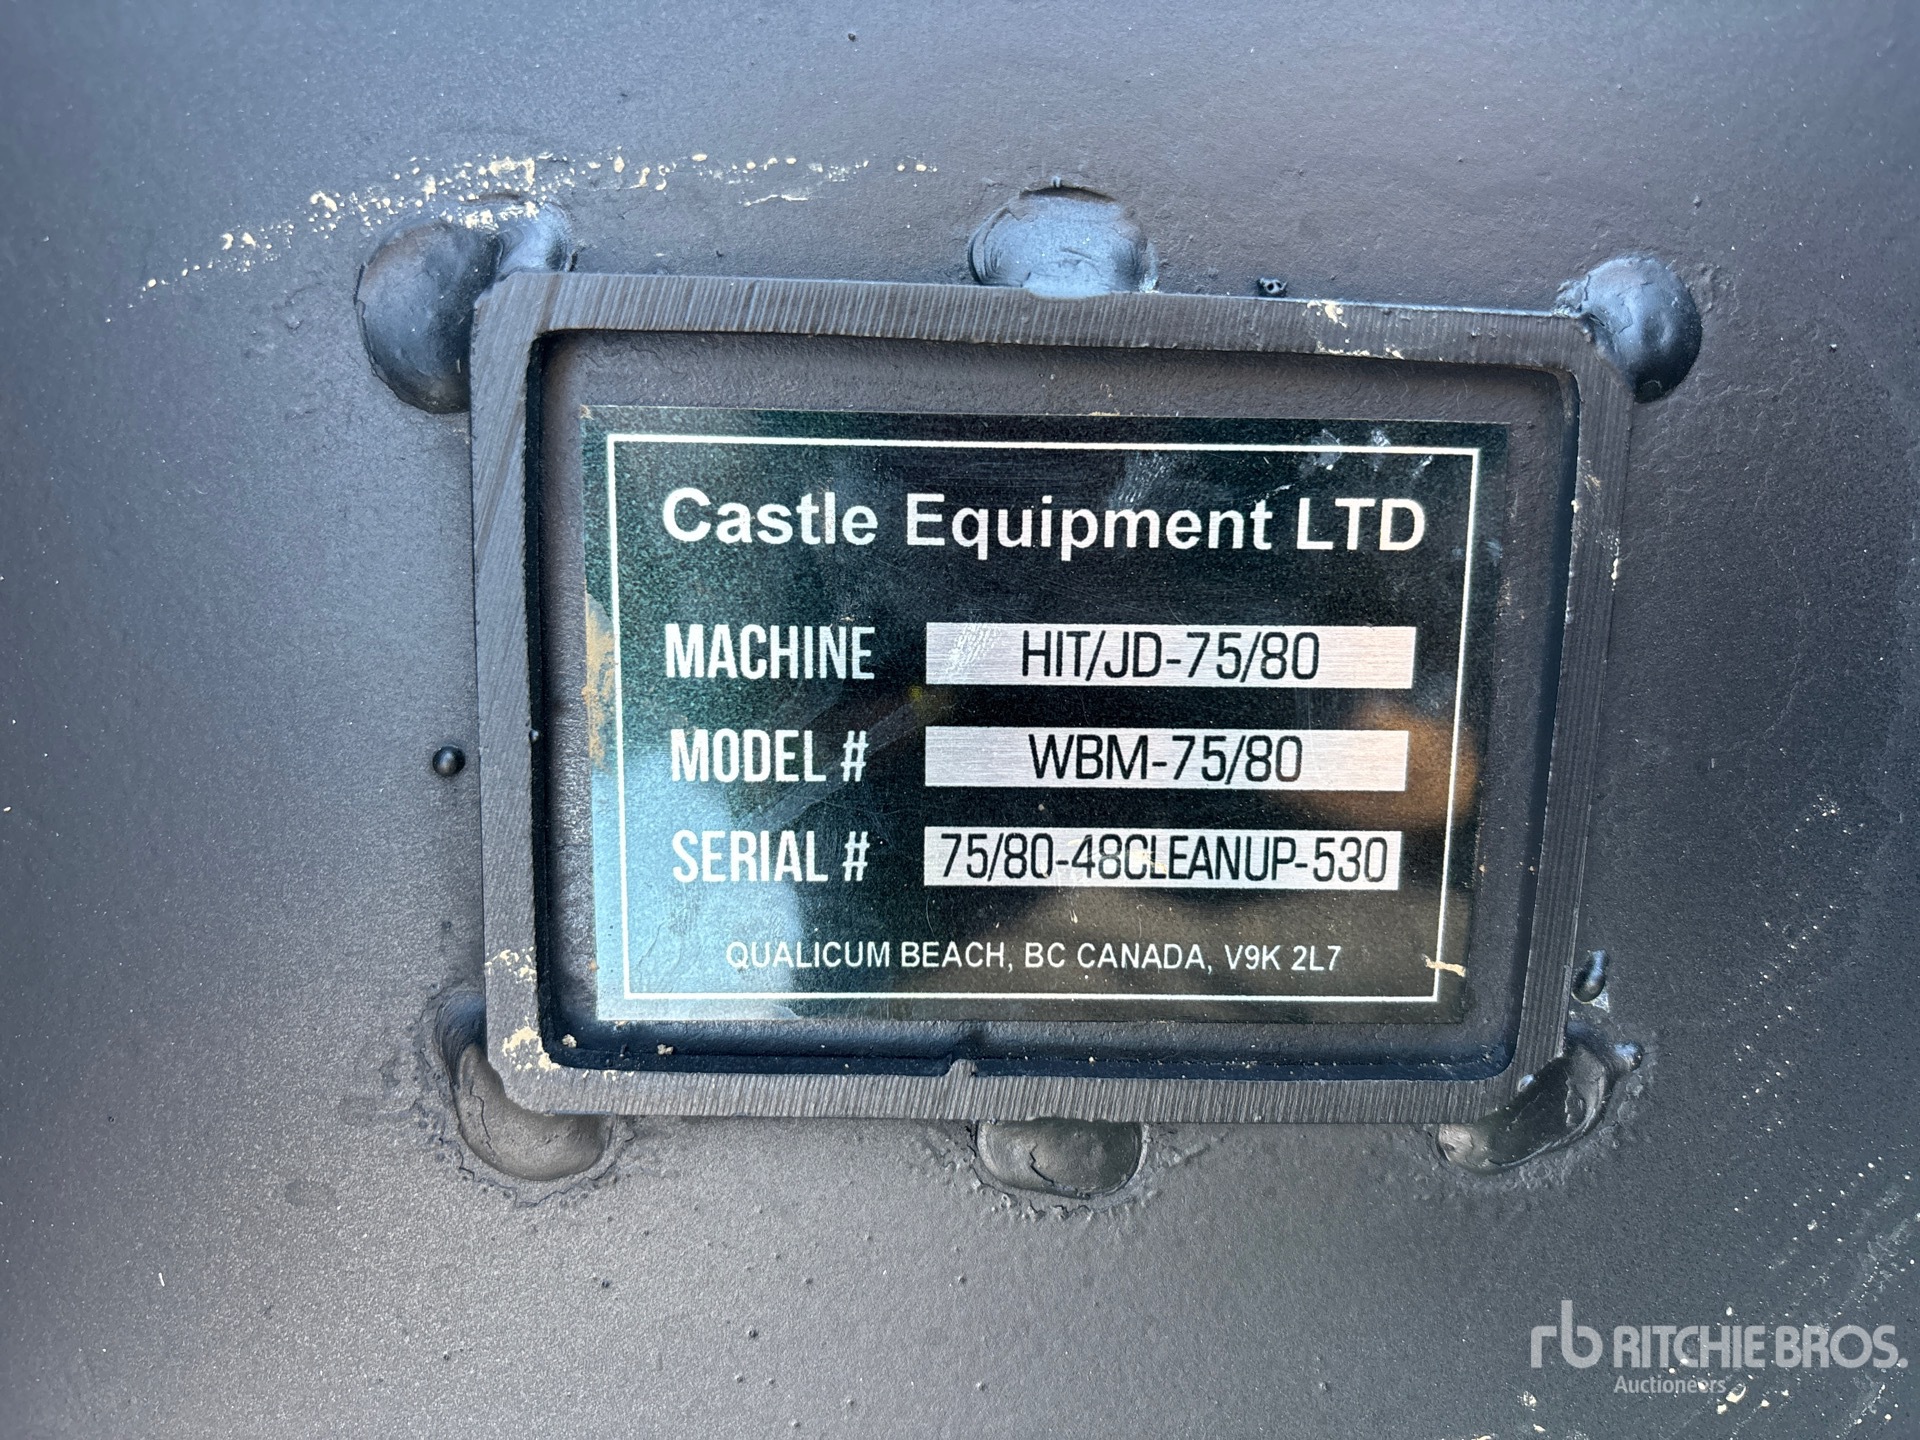 Castle Equipment LTD
MACHINE HIT/JD-75/80
MODEL # WBM-75/80
SERIAL # 75/80-48CLEANUP-530
QUALICUM BEACH, BC CANADA, V9K 2L7
rb RITCHIE BROS.
Auctioneers